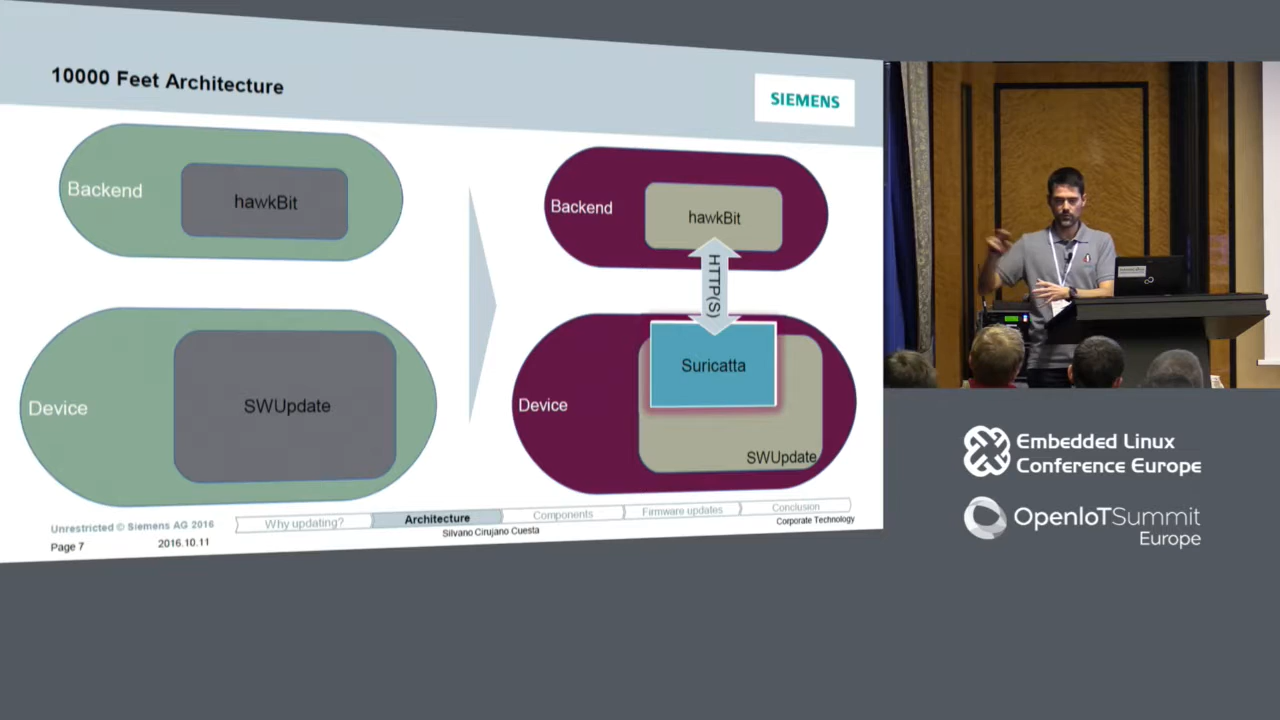 10000 Feet Architecture
SIEMENS
Backend
hawkBit
Device
SWUpdate
Backend
hawkBit
HTTP(S)
Suricatta
Device
SWUpdate
Unrestricted © Siemens AG 2016
Why updating?
Architecture
Components
Firmware updates
Conclusion
Page 7
2016.10.11
Silvano Cirujano Cuesta
Corporate Technology
Embedded Linux
Conference Europe
OpenIoTSummit
Europe